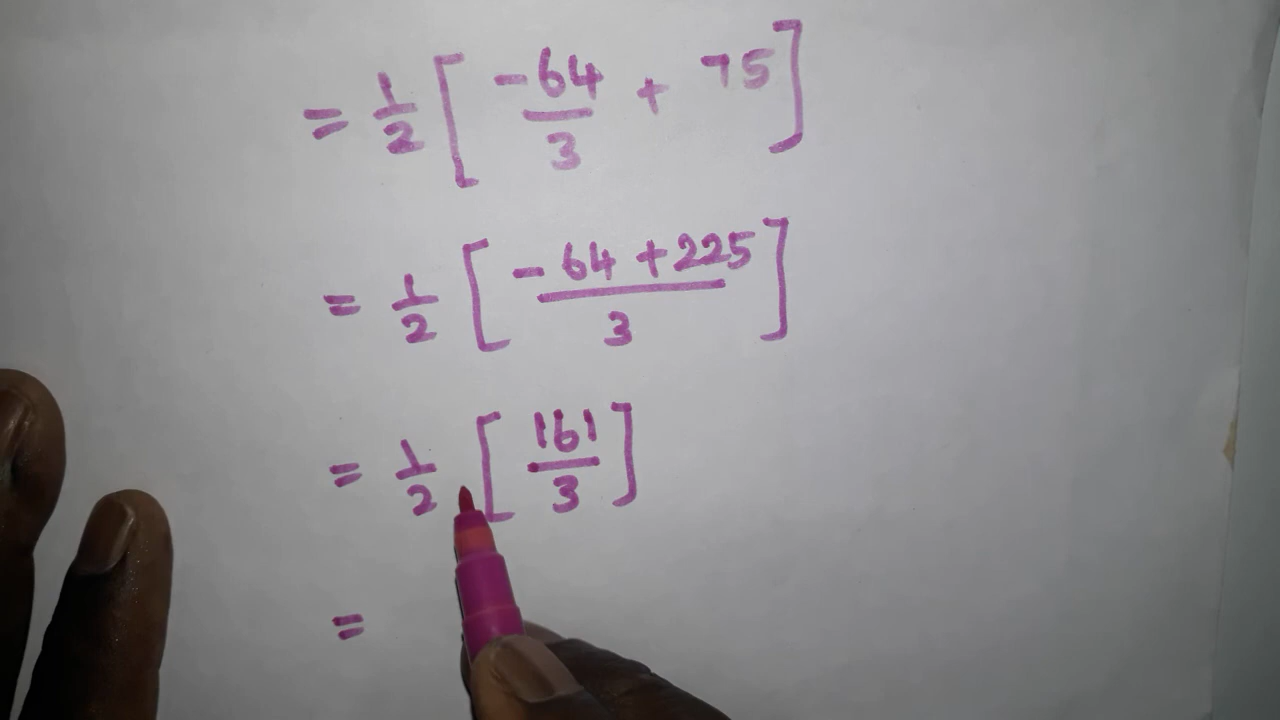 = 1/2 [ -64/3 + 75 ]
= 1/2 [ -64+225/3 ]
= 1/2 [ 161/3 ]
=